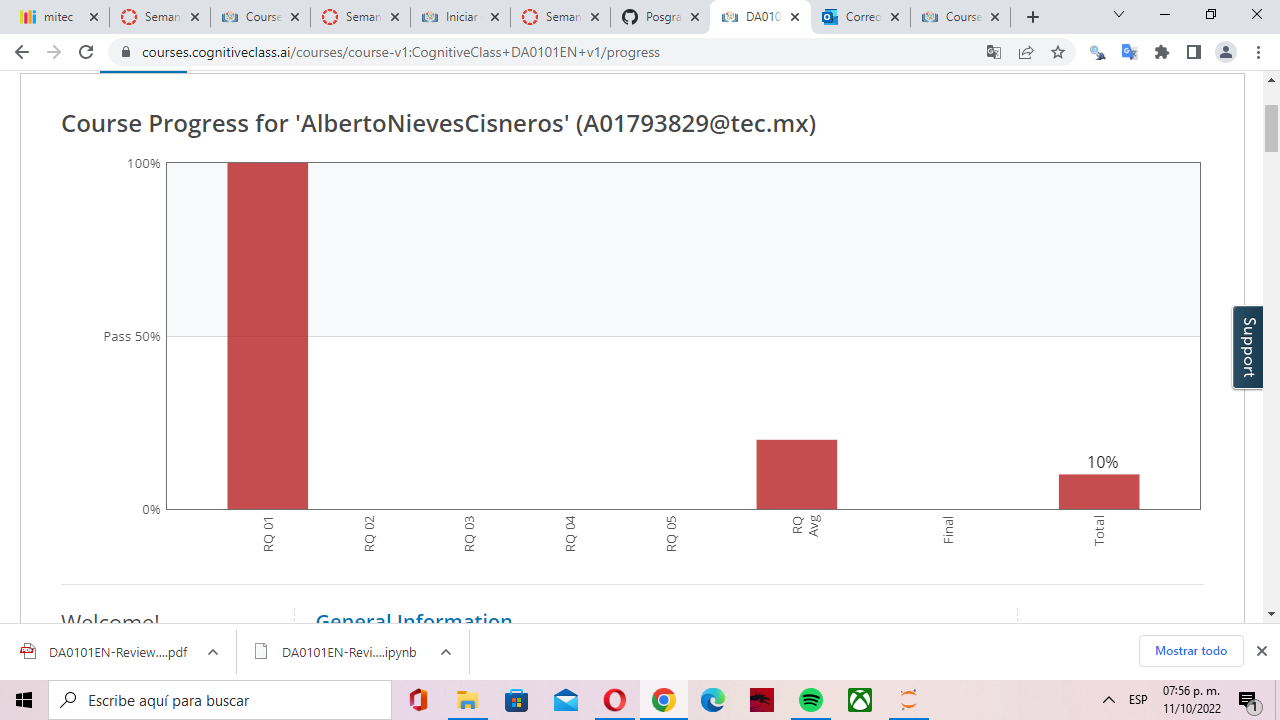 mitec
Seman
Course
Seman
Iniciar
Seman
Posgra
DA010
Correo
Course
courses.cognitiveclass.ai/courses/course-v1:CognitiveClass+DA0101EN+v1/progress
Course Progress for 'AlbertoNievesCisneros' (A01793829@tec.mx)
100%
Pass 50%
0%
10%
RQ 01
RQ 02
RQ 03
RQ 04
RQ 05
RQ
Avg
Final
Total
Support
Welcome!
General Information
DA0101EN-Review....pdf
DA0101EN-Revi....ipynb
Mostrar todo
Escribe aquí para buscar
ESP
07:56 p. m.
11/10/2022
1